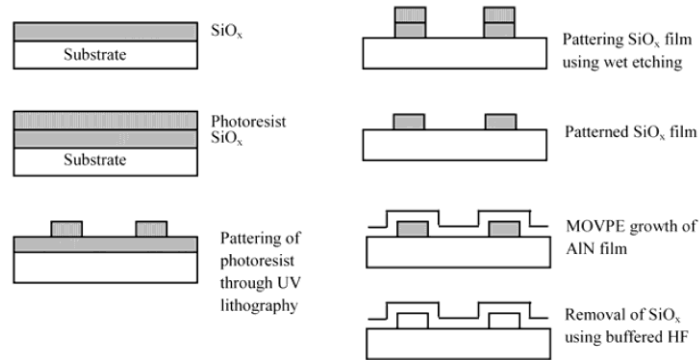 SiOx
Substrate
Photoresist
SiOx
Substrate
Pattering of
photoresist
through UV
lithography
Pattering SiOx film
using wet etching
Patterned SiOx film
MOVPE growth of
AlN film
Removal of SiOx
using buffered HF